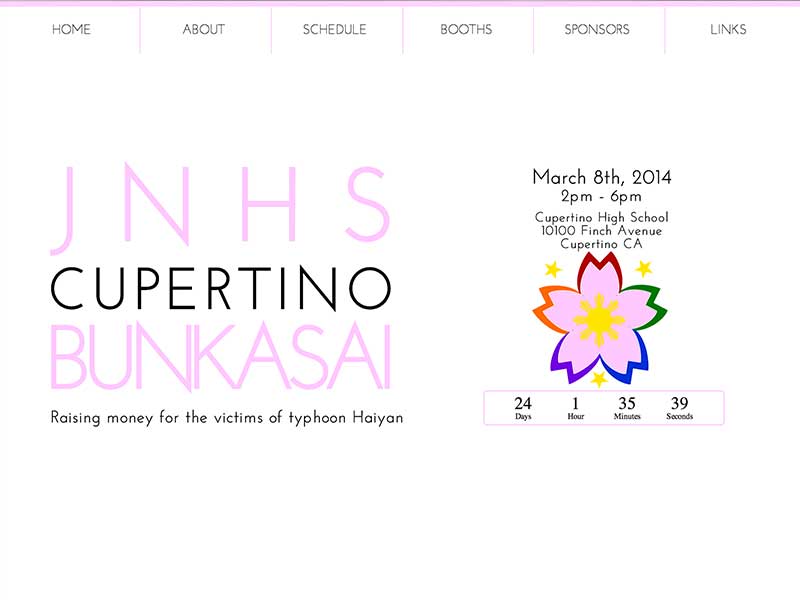 HOME ABOUT SCHEDULE BOOTHS SPONSORS LINKS
JNHS
CUPERTINO
BUNKASAI
Raising money for the victims of typhoon Haiyan
March 8th, 2014
2pm - 6pm
Cupertino High School
10100 Finch Avenue
Cupertino CA
24 1 35 39
Days Hour Minutes Seconds